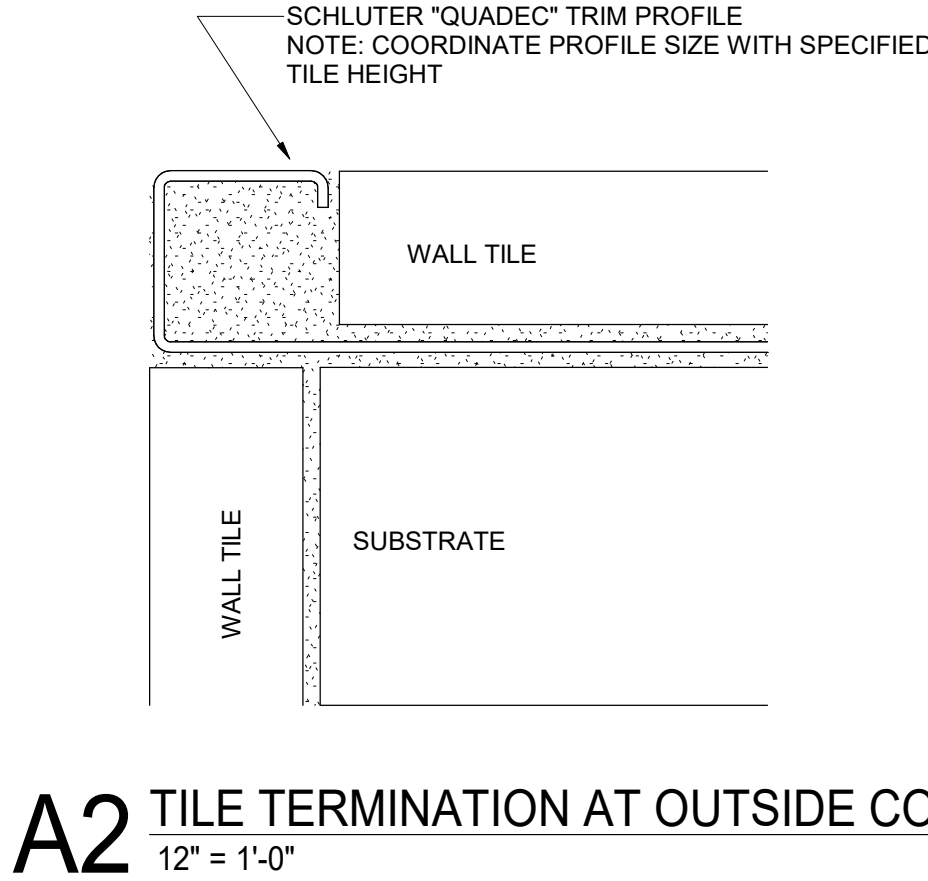 SCHLUTER "QUADEC" TRIM PROFILE
NOTE: COORDINATE PROFILE SIZE WITH SPECIFIED
TILE HEIGHT
WALL TILE
WALL TILE
SUBSTRATE
A2 TILE TERMINATION AT OUTSIDE CO
12" = 1'-0"